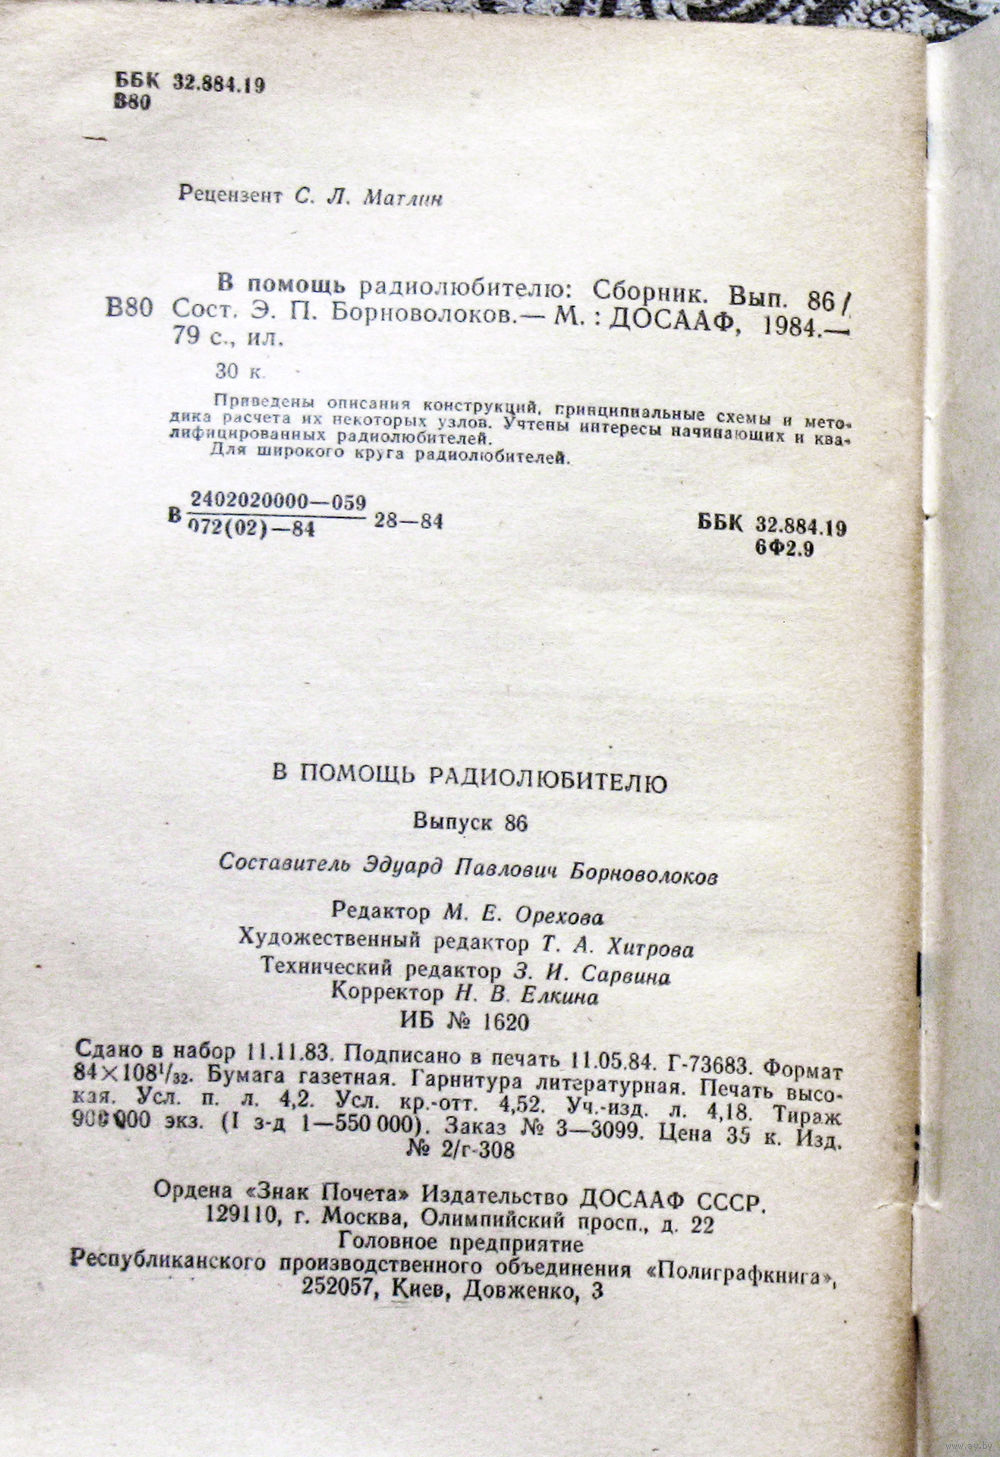 ББК 32.884.19
В80
Рецензент С. Л. Матлин
В помощь радиолюбителю: Сборник. Вып. 86/
В80 Сост. Э. П. Борноволоков.— М. : ДОСААФ, 1984.—
79 с., ил.
30 к.
Приведены описания конструкций, принципиальные схемы и мето-
дика расчета их некоторых узлов. Учтены интересы начинающих и ква-
лифицированных радиолюбителей.
Для широкого круга радиолюбителей.
В 2402020000—059
072(02)—84 28—84
ББК 32.884.19
6Ф2.9
В ПОМОЩЬ РАДИОЛЮБИТЕЛЮ
Выпуск 86
Составитель Эдуард Павлович Борноволоков
Редактор М. Е. Орехова
Художественный редактор Т. А. Хитрова
Технический редактор З. И. Сарвина
Корректор Н. В. Елкина
ИБ № 1620
Сдано в набор 11.11.83. Подписано в печать 11.05.84. Г-73683. Формат
84×108¹/₃₂. Бумага газетная. Гарнитура литературная. Печать высо-
кая. Усл. п. л. 4,2. Усл. кр.-отт. 4,52. Уч.-изд. л. 4,18. Тираж
экз. (I з-д 1—550 000). Заказ № 3—3099. Цена 35 к. Изд.
№ 2/г-308
Ордена «Знак Почета» Издательство ДОСААФ СССР.
129110, г. Москва, Олимпийский просп., д. 22
Головное предприятие
Республиканского производственного объединения «Полиграфкнига»,
252057, Киев, Довженко, 3
www.ay.by